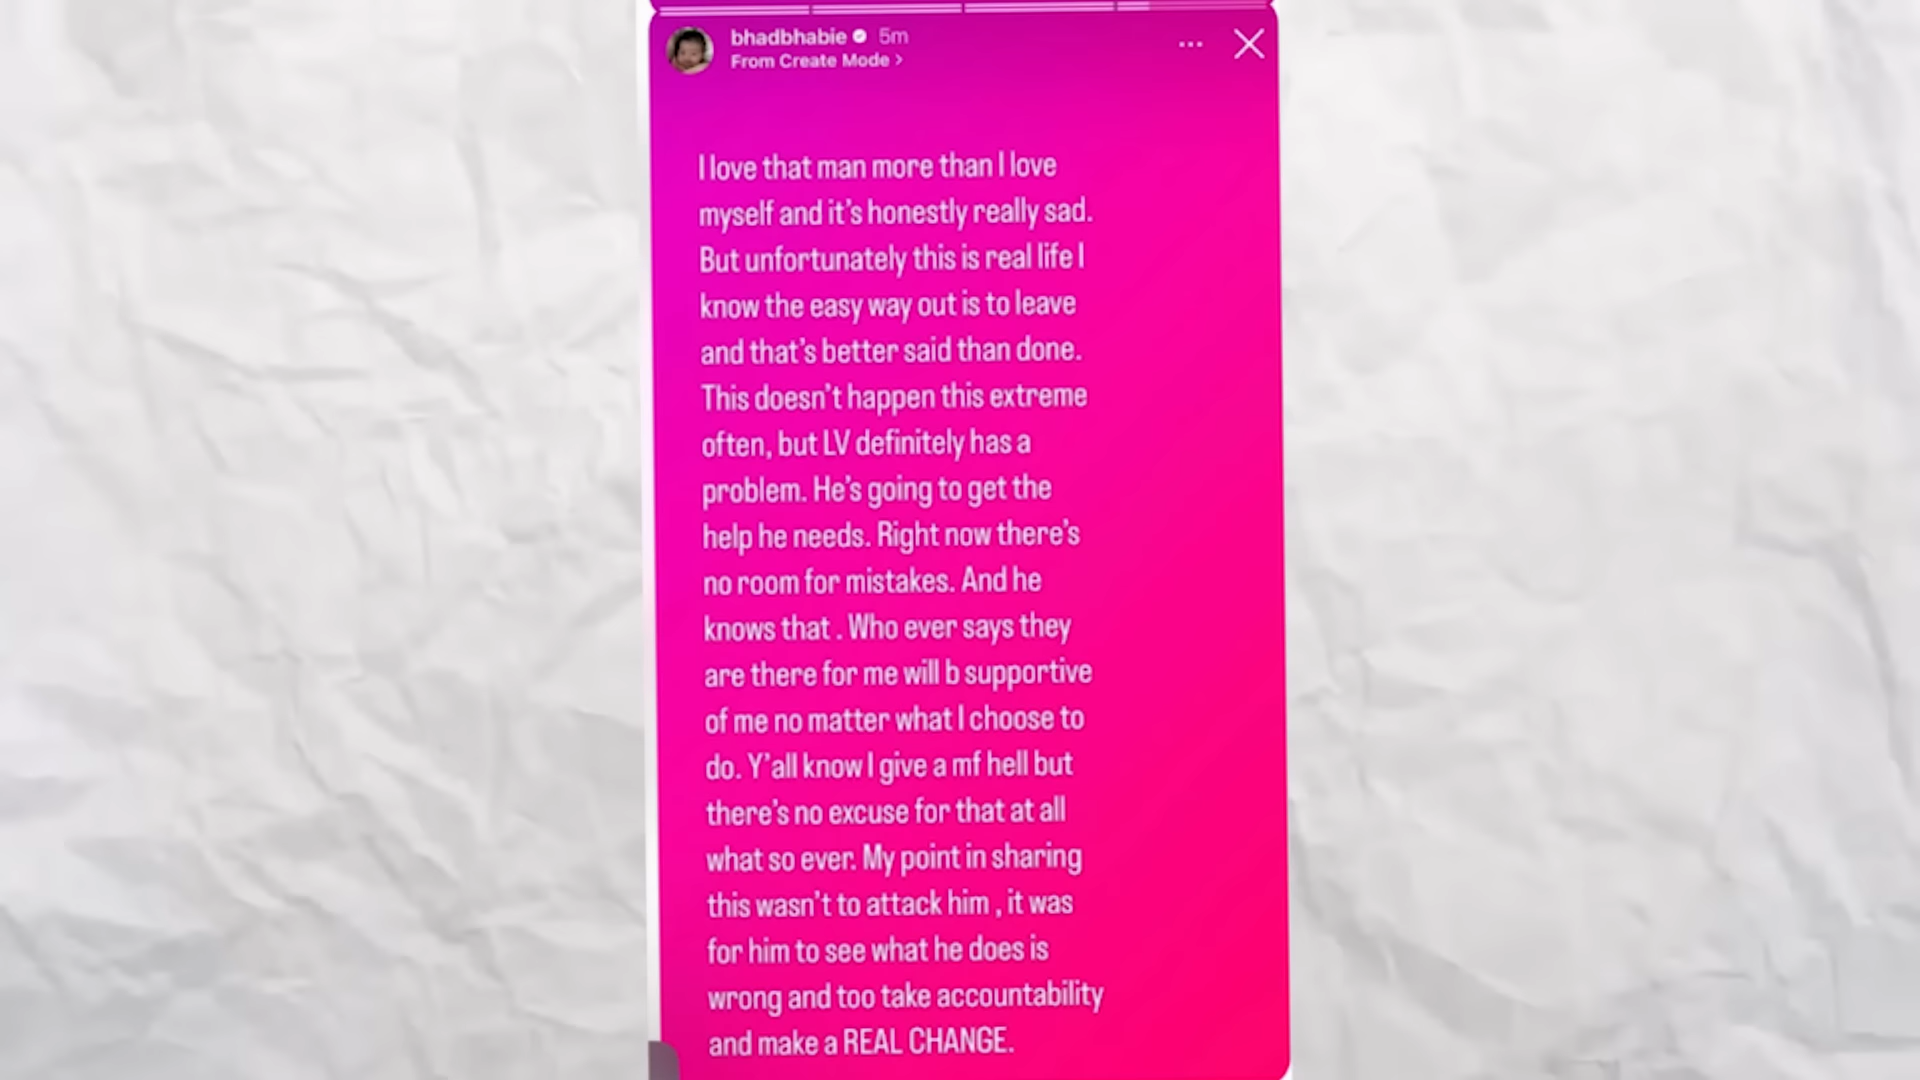 bhadbhabie 5m
From Create Mode >
I love that man more than I love
myself and it's honestly really sad.
But unfortunately this is real life I
know the easy way out is to leave
and that's better said than done.
This doesn't happen this extreme
often, but LV definitely has a
problem. He's going to get the
help he needs. Right now there's
no room for mistakes. And he
knows that . Who ever says they
are there for me will b supportive
of me no matter what I choose to
do. Y'all know I give a mf hell but
there's no excuse for that at all
what so ever. My point in sharing
this wasn't to attack him , it was
for him to see what he does is
wrong and too take accountability
and make a REAL CHANGE.